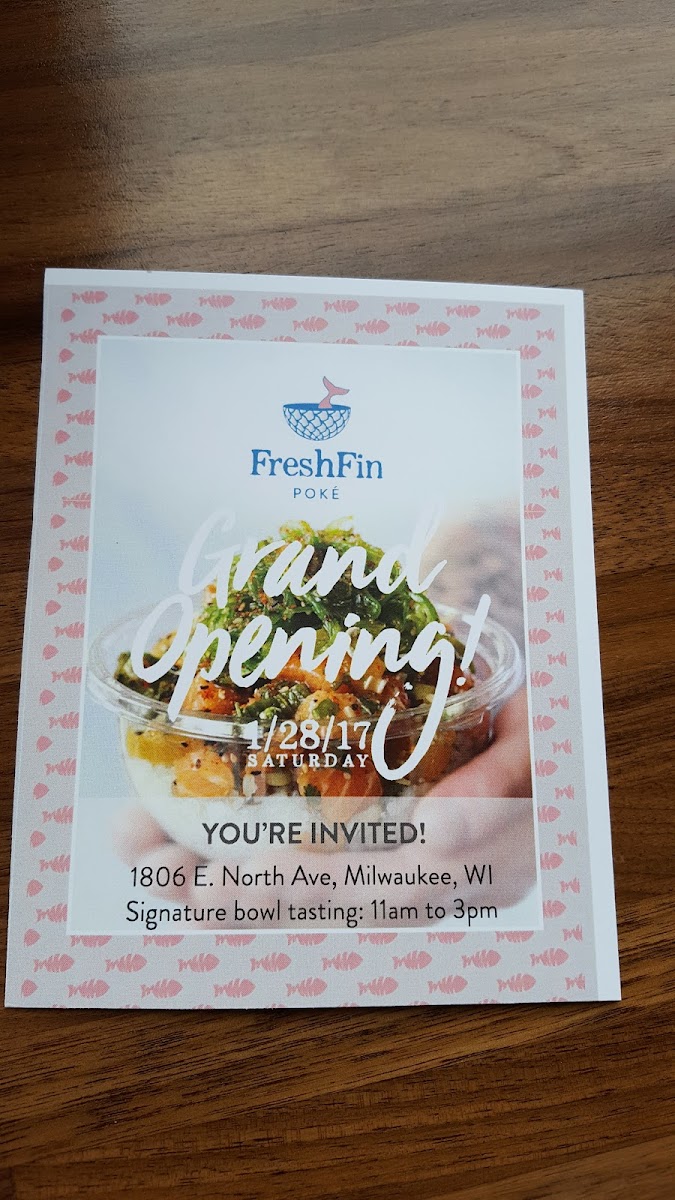 FreshFin
POKÉ
Grand
Opening!
1/28/17
SATURDAY
YOU'RE INVITED!
1806 E. North Ave, Milwaukee, WI
Signature bowl tasting: 11am to 3pm